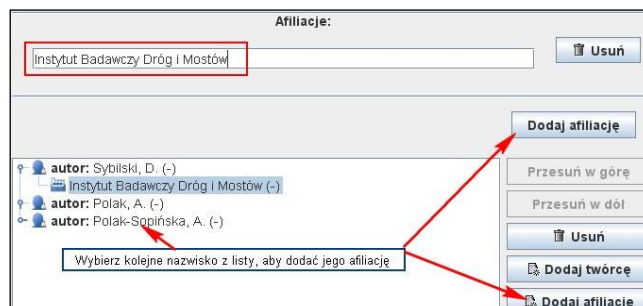 Afiliacje:
Instytut Badawczy Dróg i Mostów
Usuń
Dodaj afiliację
autor: Sybilski, D. (-)
Instytut Badawczy Dróg i Mostów (-)
autor: Polak, A. (-)
autor: Polak-Sopińska, A. (-)
Wybierz kolejne nazwisko z listy, aby dodać jego afiliację
Przesuń w górę
Przesuń w dół
Usuń
Dodaj twórcę
Dodaj afiliację